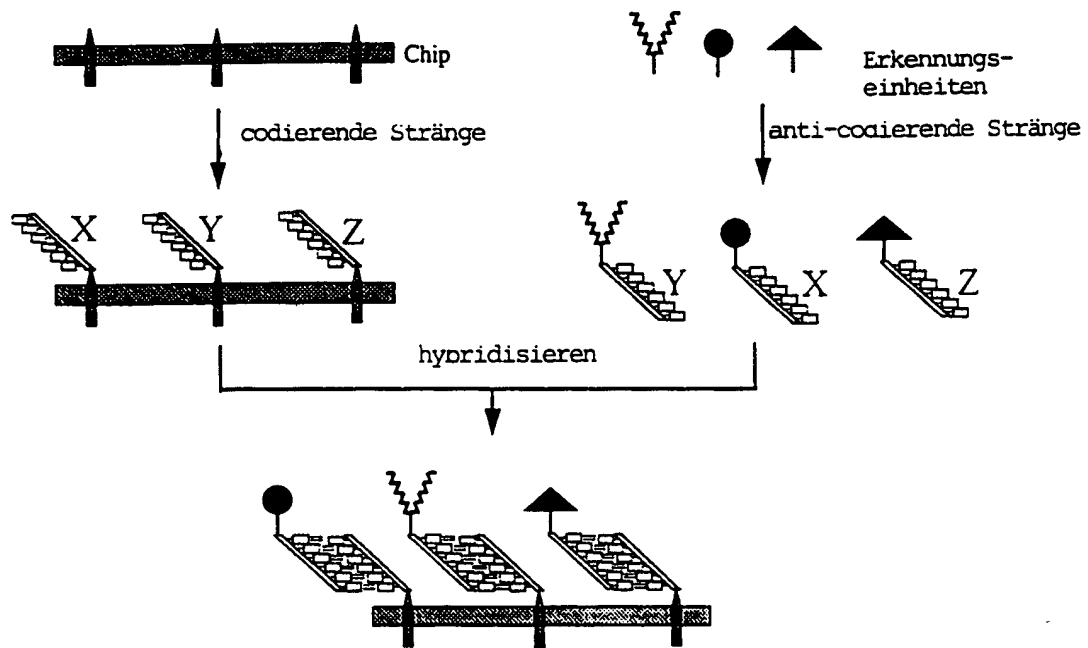 Chip
Erkennungs-
einheiten
codierende Stränge
anti-codierende Stränge
X Y Z
Y X Z
hybridisieren